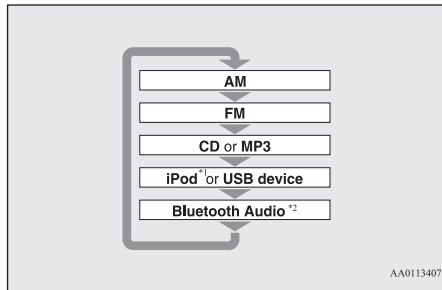 AM
FM
CD or MP3
iPod*1 or USB device
Bluetooth Audio *2
AA0113407